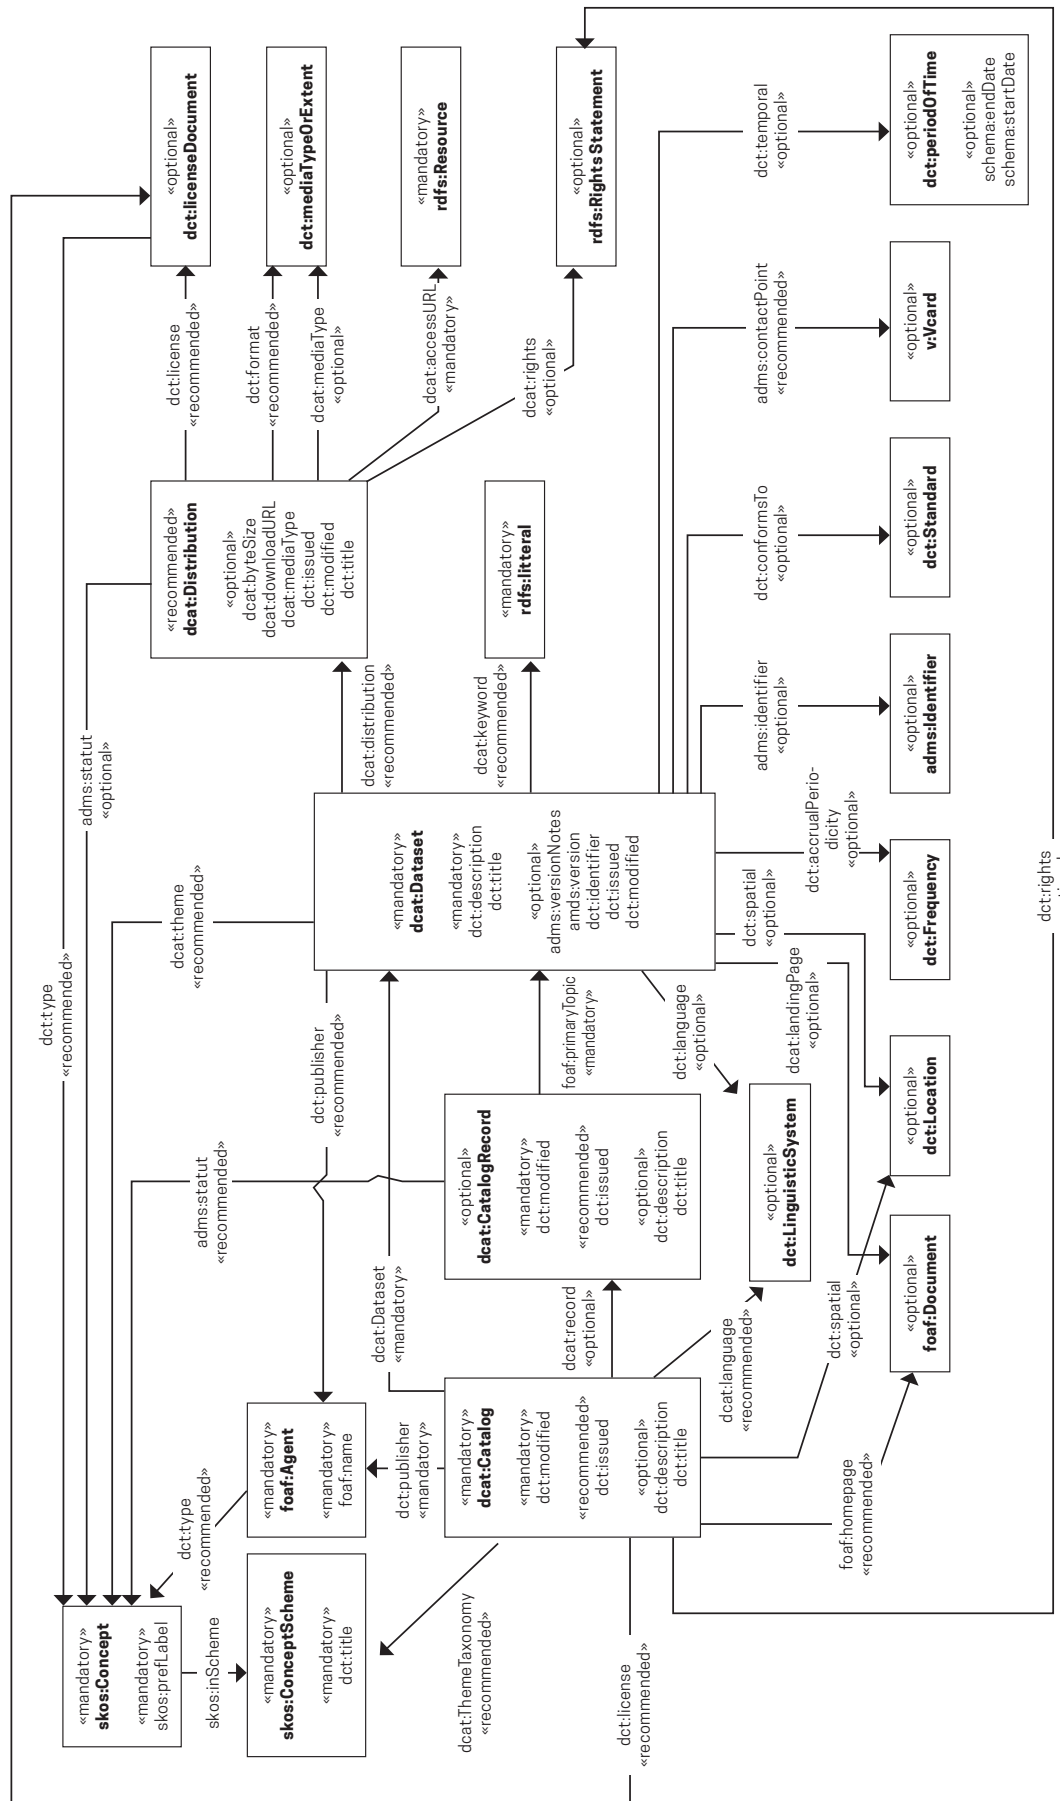 «mandatory»
skos:Concept
«mandatory»
skos:prefLabel
skos:inScheme
«mandatory»
skos:ConceptScheme
«mandatory»
dct:title
dct:type
«recommended»
«mandatory»
foaf:Agent
«mandatory»
foaf:name
dct:publisher
«mandatory»
dcat:ThemeTaxonomy
«recommended»
dct:license
«recommended»
«mandatory»
dcat:Catalog
«mandatory»
dct:modified
«recommended»
dct:issued
«optional»
dct:description
dct:title
foaf:homepage
«recommended»
dcat:Dataset
«mandatory»
dcat:record
«optional»
dcat:language
«recommended»
dct:spatial
«optional»
adms:statut
«recommended»
«optional»
dcat:CatalogRecord
«mandatory»
dct:modified
«recommended»
dct:issued
«optional»
dct:description
dct:title
«optional»
dct:LinguisticSystem
«optional»
foaf:Document
«optional»
dct:Location
dct:type
«recommended»
dct:publisher
«recommended»
foaf:primaryTopic
«mandatory»
dct:language
«optional»
dcat:landingPage
«optional»
dcat:theme
«recommended»
«mandatory»
dcat:Dataset
«mandatory»
dct:description
dct:title
«optional»
adms:versionNotes
amds:version
dct:identifier
dct:issued
dct:modified
dct:spatial
«optional»
dct:accrualPerio-
dicity
«optional»
«optional»
dct:Frequency
dct:rights
adms:statut
«optional»
dcat:distribution
«recommended»
dcat:keyword
«recommended»
adms:identifier
«optional»
«optional»
adms:Identifier
«recommended»
dcat:Distribution
«optional»
dcat:byteSize
dcat:downloadURL
dcat:mediaType
dct:issued
dct:modified
dct:title
«mandatory»
rdfs:litteral
dct:conformsTo
«optional»
«optional»
dct:Standard
dct:license
«recommended»
dct:format
«recommended»
dcat:mediaType
«optional»
dcat:accessURL
«mandatory»
dcat:rights
«optional»
adms:contactPoint
«recommended»
«optional»
v:Vcard
«optional»
dct:licenseDocument
«optional»
dct:mediaTypeOrExtent
«mandatory»
rdfs:Resource
«optional»
rdfs:Rights Statement
dct:temporal
«optional»
«optional»
dct:periodOfTime
«optional»
schema:endDate
schema:startDate